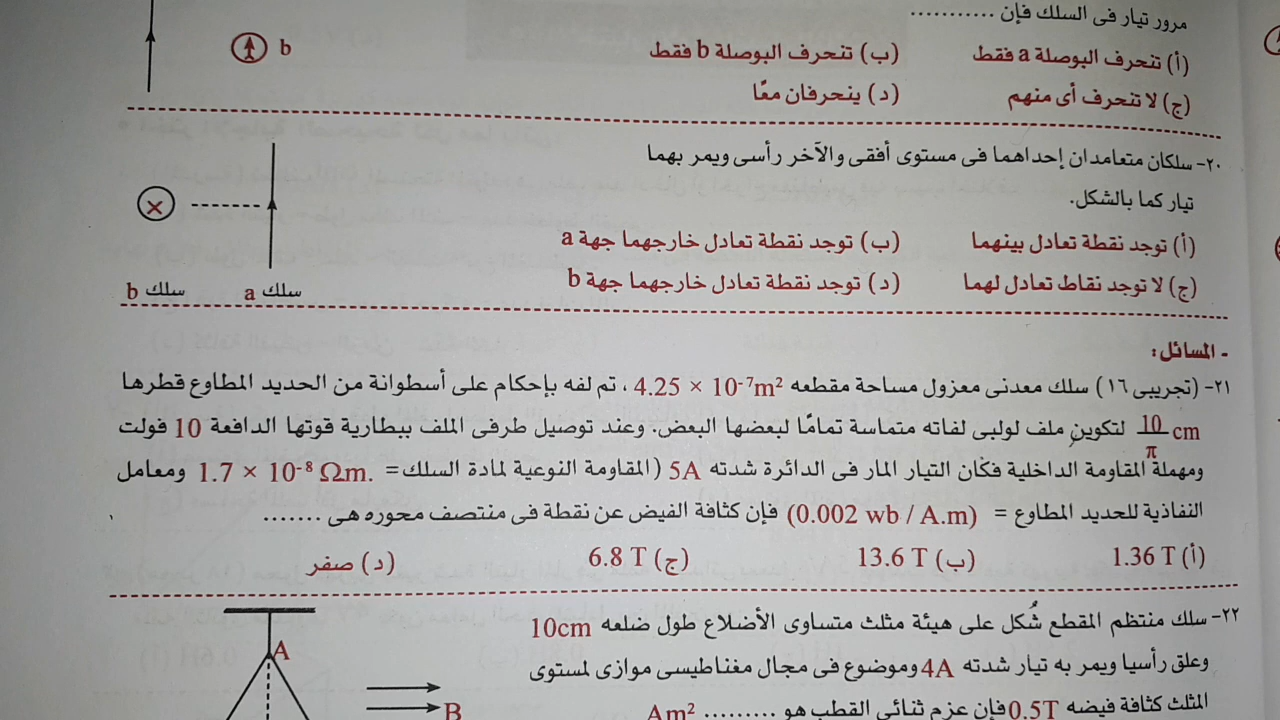 مرور تيار فى السلك فإن ...........
(أ) تنحرف البوصلة a فقط (ب) تنحرف البوصلة b فقط
(ج) لا تنحرف أى منهم (د) ينحرفان معًا
b
٢٠- سلكان متعامدان إحداهما فى مستوى أفقى والآخر رأسى ويمر بهما
تيار كما بالشكل.
(أ) توجد نقطة تعادل بينهما (ب) توجد نقطة تعادل خارجهما جهة a
(ج) لا توجد نقاط تعادل لهما (د) توجد نقطة تعادل خارجهما جهة b
سلك a سلك b
- المسائل:
٢١- (تجريبى ١٦) سلك معدنى معزول مساحة مقطعه 4.25 × 10⁻⁷m² ، تم لفه بإحكام على أسطوانة من الحديد المطاوع قطرها
10/π cm لتكوين ملف لولبى لفاته متماسة تمامًا لبعضها البعض. وعند توصيل طرفى الملف ببطارية قوتها الدافعة 10 فولت
ومهملة المقاومة الداخلية فكان التيار المار فى الدائرة شدته 5A (المقاومة النوعية لمادة السلك= 1.7 × 10⁻⁸ Ωm. ومعامل
النفاذية للحديد المطاوع = (0.002 wb / A.m) فإن كثافة الفيض عن نقطة فى منتصف محوره هى .......
(أ) 1.36 T (ب) 13.6 T (ج) 6.8 T (د) صفر
٢٢- سلك منتظم المقطع شُكل على هيئة مثلث متساوى الأضلاع طول ضلعه 10cm
وعلق رأسيا ويمر به تيار شدته 4A وموضوع فى مجال مغناطيسى موازى لمستوى
المثلث كثافة فيضه 0.5T فإن عزم ثنائى القطب هو ......... Am²
A
B